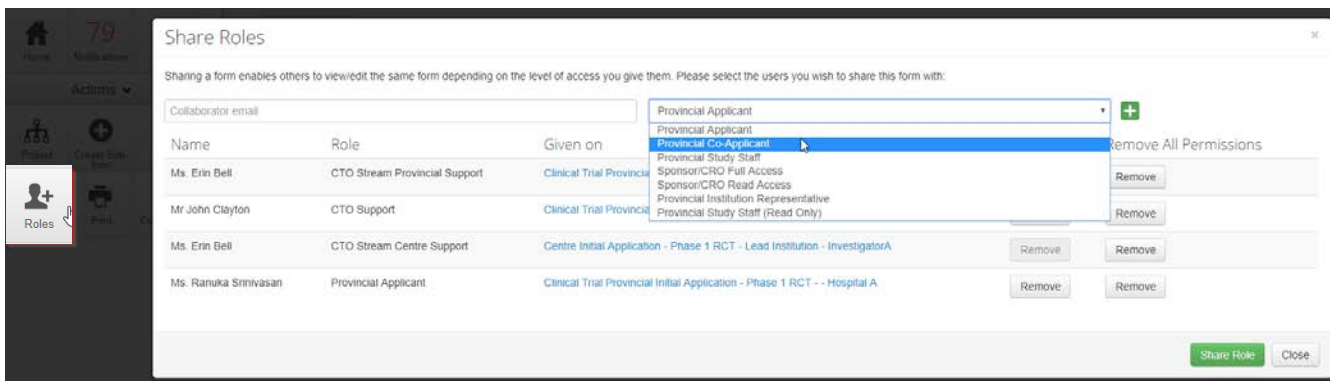 79
Home
Notifications
Actions
Project
Create Sub-form
Roles
Print
Share Roles
×
Sharing a form enables others to view/edit the same form depending on the level of access you give them. Please select the users you wish to share this form with:
Collaborator email
Provincial Applicant
Provincial Applicant
Provincial Co-Applicant
Provincial Study Staff
Sponsor/CRO Full Access
Sponsor/CRO Read Access
Provincial Institution Representative
Provincial Study Staff (Read Only)
Name Role Given on Remove All Permissions
Ms. Erin Bell CTO Stream Provincial Support Clinical Trial Provincia Remove
Mr John Clayton CTO Support Clinical Trial Provincia Remove
Ms. Erin Bell CTO Stream Centre Support Centre Initial Application - Phase 1 RCT - Lead Institution - InvestigatorA Remove Remove
Ms. Ranuka Srinivasan Provincial Applicant Clinical Trial Provincial Initial Application - Phase 1 RCT - - Hospital A Remove Remove
Share Role Close